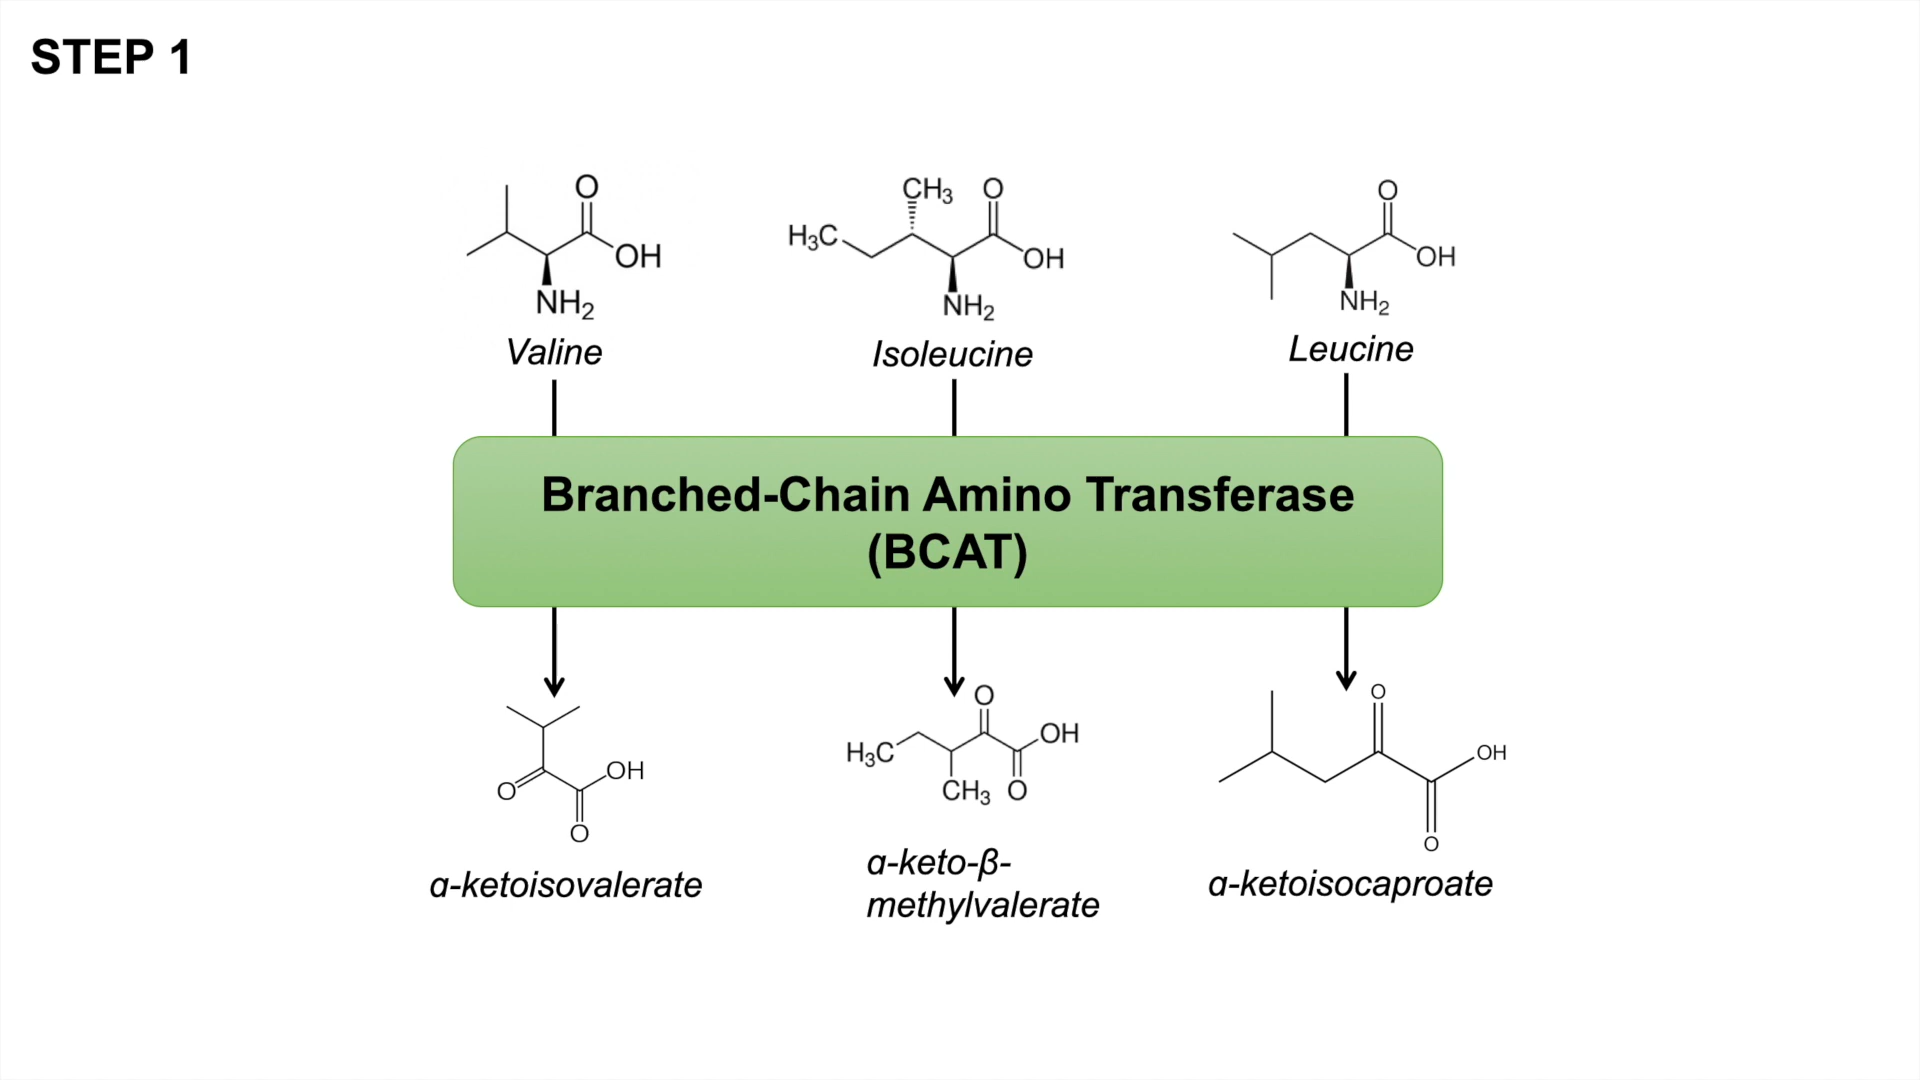 STEP 1
O
OH
NH2
Valine
CH3 O
H3C
OH
NH2
Isoleucine
O
OH
NH2
Leucine
Branched-Chain Amino Transferase
(BCAT)
OH
O
O
α-ketoisovalerate
O
OH
H3C
CH3 O
α-keto-β-
methylvalerate
O
OH
O
α-ketoisocaproate